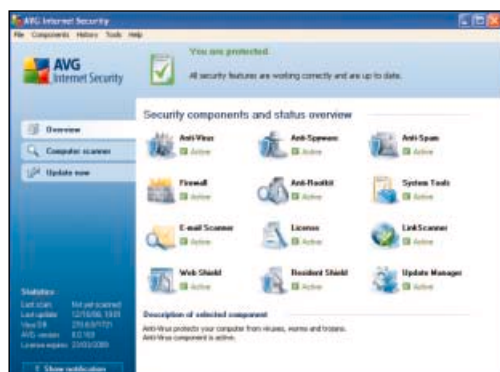 AVG Internet Security
File Components History Tools Help
AVG
Internet Security
You are protected
All security features are working correctly and are up to date.
Overview
Computer scanner
Update now
Security components and status overview
Anti-Virus
Active
Anti-Spyware
Active
Anti-Spam
Active
Firewall
Active
Anti-Rootkit
Active
System Tools
Active
E-mail Scanner
Active
License
Active
LinkScanner
Active
Web Shield
Active
Resident Shield
Active
Update Manager
Active
Statistics
Last scan: Not yet scanned
Last update:
Virus DB:
AVG version:
License expires:
Description of selected component
Anti-Virus protects your computer from viruses, worms and trojans.
Anti-Virus component is active.
Show notification